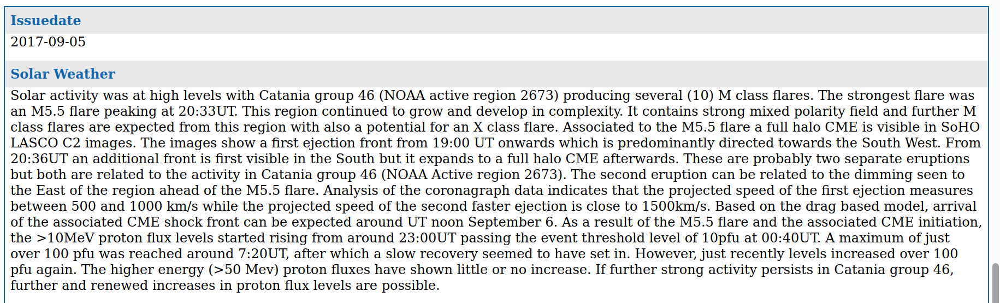 Issuedate
2017-09-05
Solar Weather
Solar activity was at high levels with Catania group 46 (NOAA active region 2673) producing several (10) M class flares. The strongest flare was
an M5.5 flare peaking at 20:33UT. This region continued to grow and develop in complexity. It contains strong mixed polarity field and further M
class flares are expected from this region with also a potential for an X class flare. Associated to the M5.5 flare a full halo CME is visible in SoHO
LASCO C2 images. The images show a first ejection front from 19:00 UT onwards which is predominantly directed towards the South West. From
20:36UT an additional front is first visible in the South but it expands to a full halo CME afterwards. These are probably two separate eruptions
but both are related to the activity in Catania group 46 (NOAA Active region 2673). The second eruption can be related to the dimming seen to
the East of the region ahead of the M5.5 flare. Analysis of the coronagraph data indicates that the projected speed of the first ejection measures
between 500 and 1000 km/s while the projected speed of the second faster ejection is close to 1500km/s. Based on the drag based model, arrival
of the associated CME shock front can be expected around UT noon September 6. As a result of the M5.5 flare and the associated CME initiation,
the >10MeV proton flux levels started rising from around 23:00UT passing the event threshold level of 10pfu at 00:40UT. A maximum of just
over 100 pfu was reached around 7:20UT, after which a slow recovery seemed to have set in. However, just recently levels increased over 100
pfu again. The higher energy (>50 Mev) proton fluxes have shown little or no increase. If further strong activity persists in Catania group 46,
further and renewed increases in proton flux levels are possible.